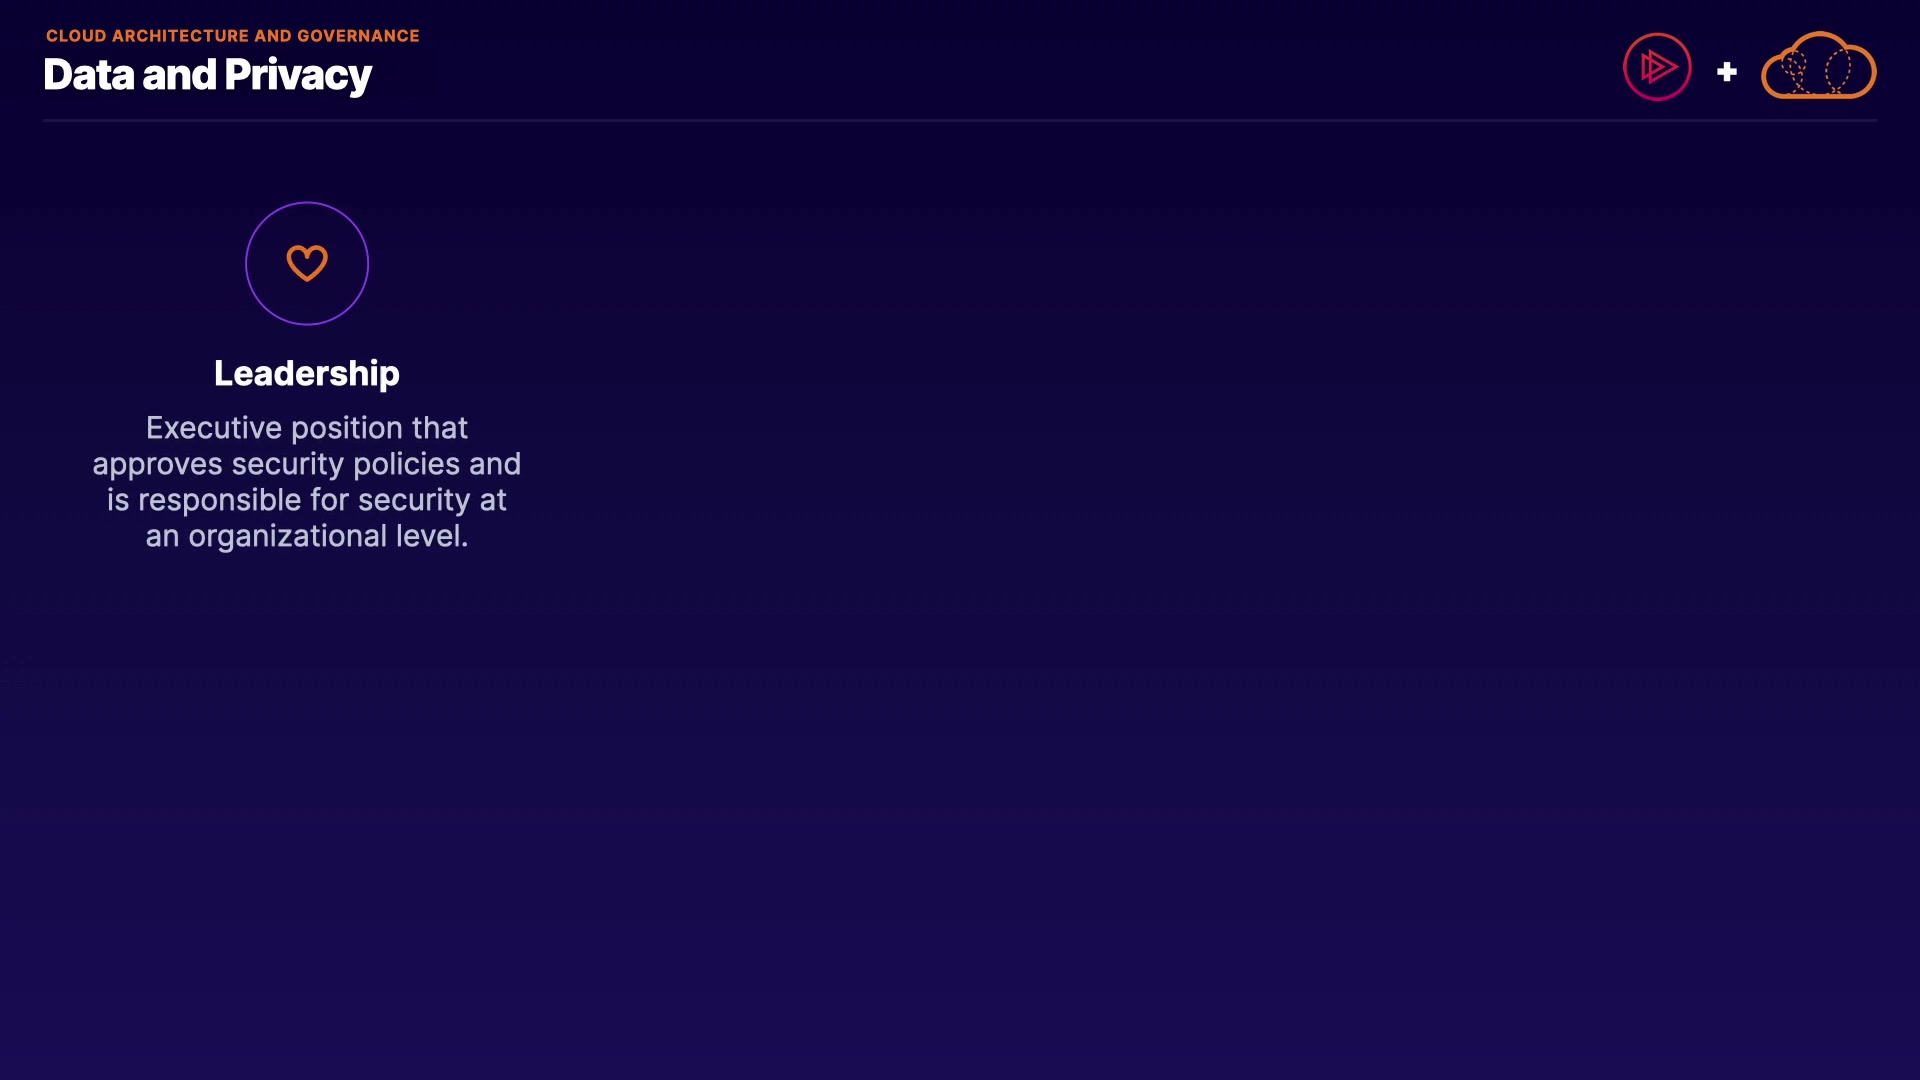 CLOUD ARCHITECTURE AND GOVERNANCE
Data and Privacy
+
Leadership
Executive position that
approves security policies and
is responsible for security at
an organizational level.